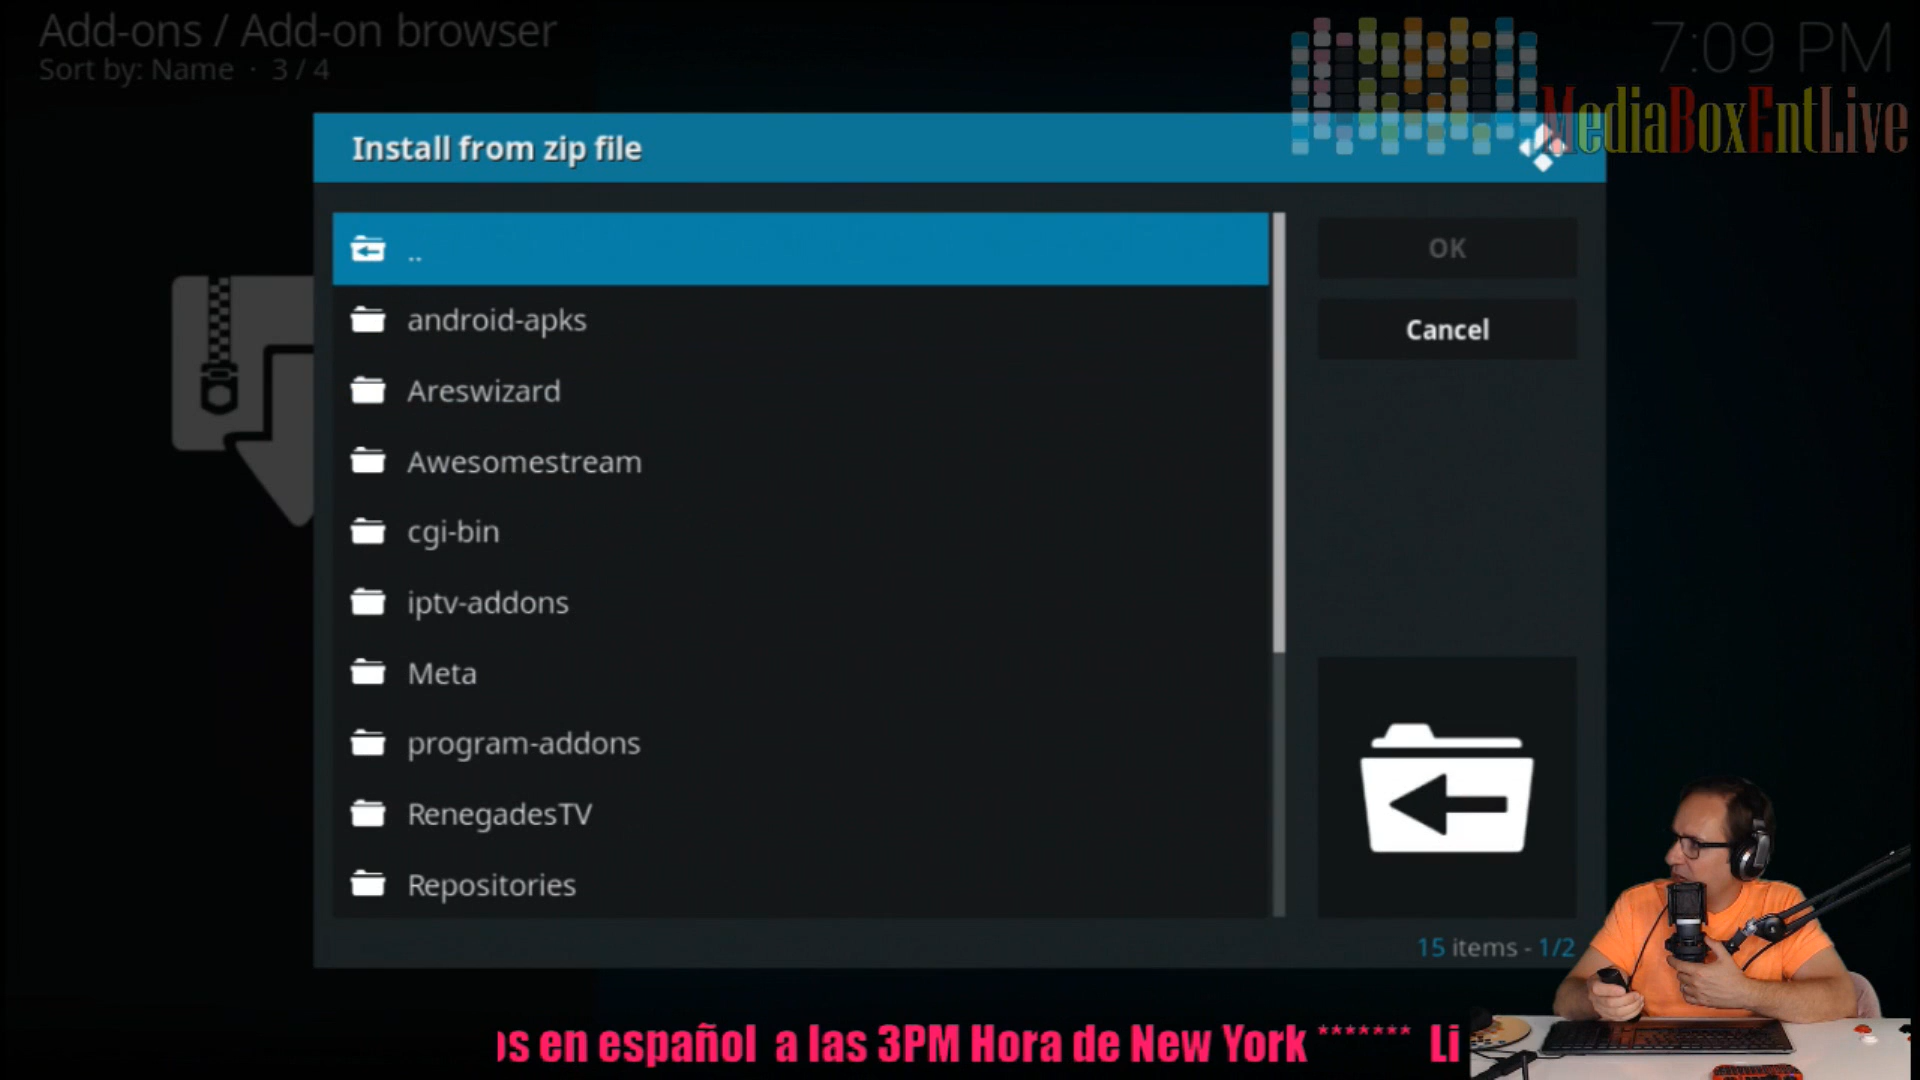 Add-ons / Add-on browser
Sort by: Name · 3 / 4
7:09 PM
MediaBoxEntLive
Install from zip file
..
OK
android-apks
Cancel
Areswizard
Awesomestream
cgi-bin
iptv-addons
Meta
program-addons
RenegadesTV
Repositories
15 items - 1/2
os en español a las 3PM Hora de New York ******* Li